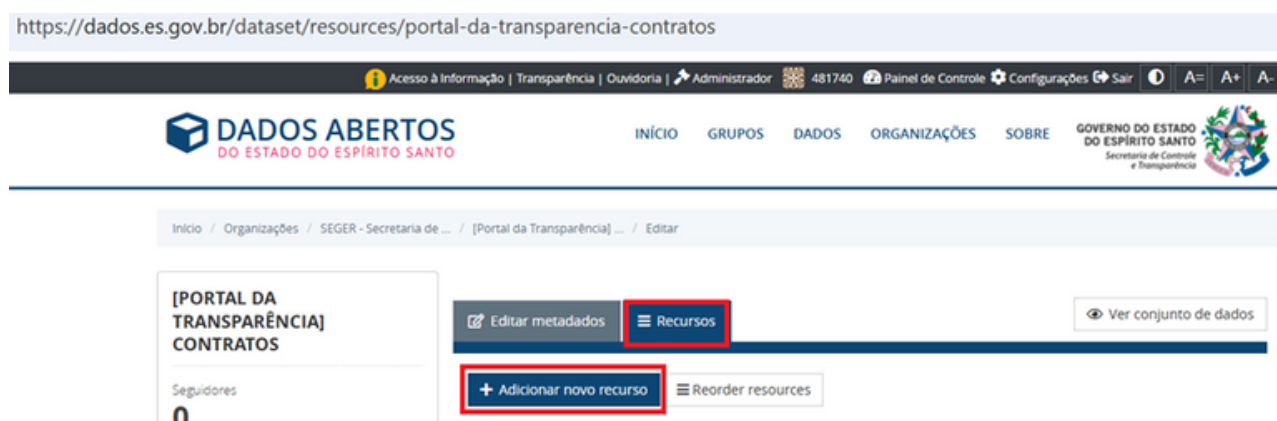 https://dados.es.gov.br/dataset/resources/portal-da-transparencia-contratos
Acesso à Informação | Transparência | Ouvidoria | Administrador 481740 Painel de Controle Configurações Sair A= A+ A-
DADOS ABERTOS
DO ESTADO DO ESPÍRITO SANTO
INÍCIO GRUPOS DADOS ORGANIZAÇÕES SOBRE
GOVERNO DO ESTADO
DO ESPÍRITO SANTO
Secretaria de Controle
e Transparência
Início / Organizações / SEGER - Secretaria de ... / [Portal da Transparência] ... / Editar
[PORTAL DA
TRANSPARÊNCIA]
CONTRATOS
Editar metadados
Recursos
Ver conjunto de dados
+ Adicionar novo recurso
Reorder resources
Seguidores
0